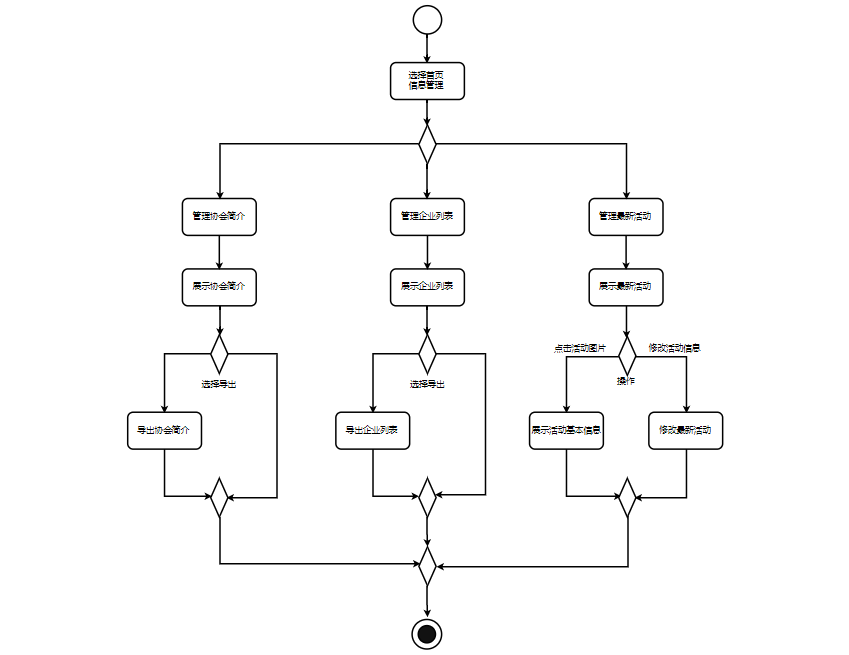 选择首页
信息管理
管理协会简介
管理企业列表
管理最新活动
展示协会简介
展示企业列表
展示最新活动
点击活动图片
修改活动信息
选择导出
选择导出
操作
导出协会简介
导出企业列表
展示活动基本信息
修改最新活动